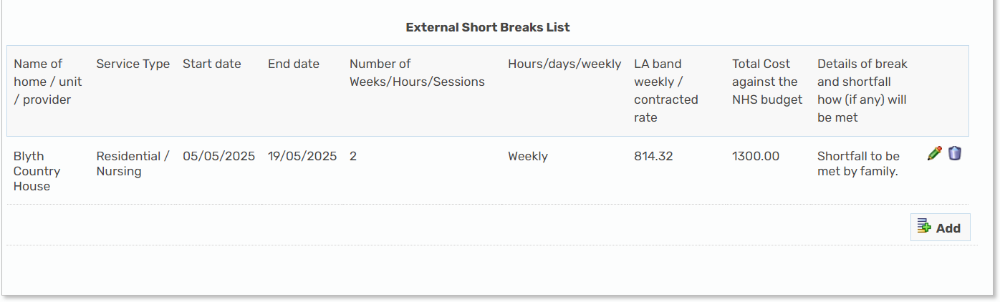 External Short Breaks List
Name of Service Type Start date End date Number of Hours/days/weekly LA band Total Cost Details of break
home / unit Weeks/Hours/Sessions weekly / against the and shortfall
/ provider contracted NHS budget how (if any) will
rate be met
Blyth Residential / 05/05/2025 19/05/2025 2 Weekly 814.32 1300.00 Shortfall to be
Country Nursing met by family.
House
Add